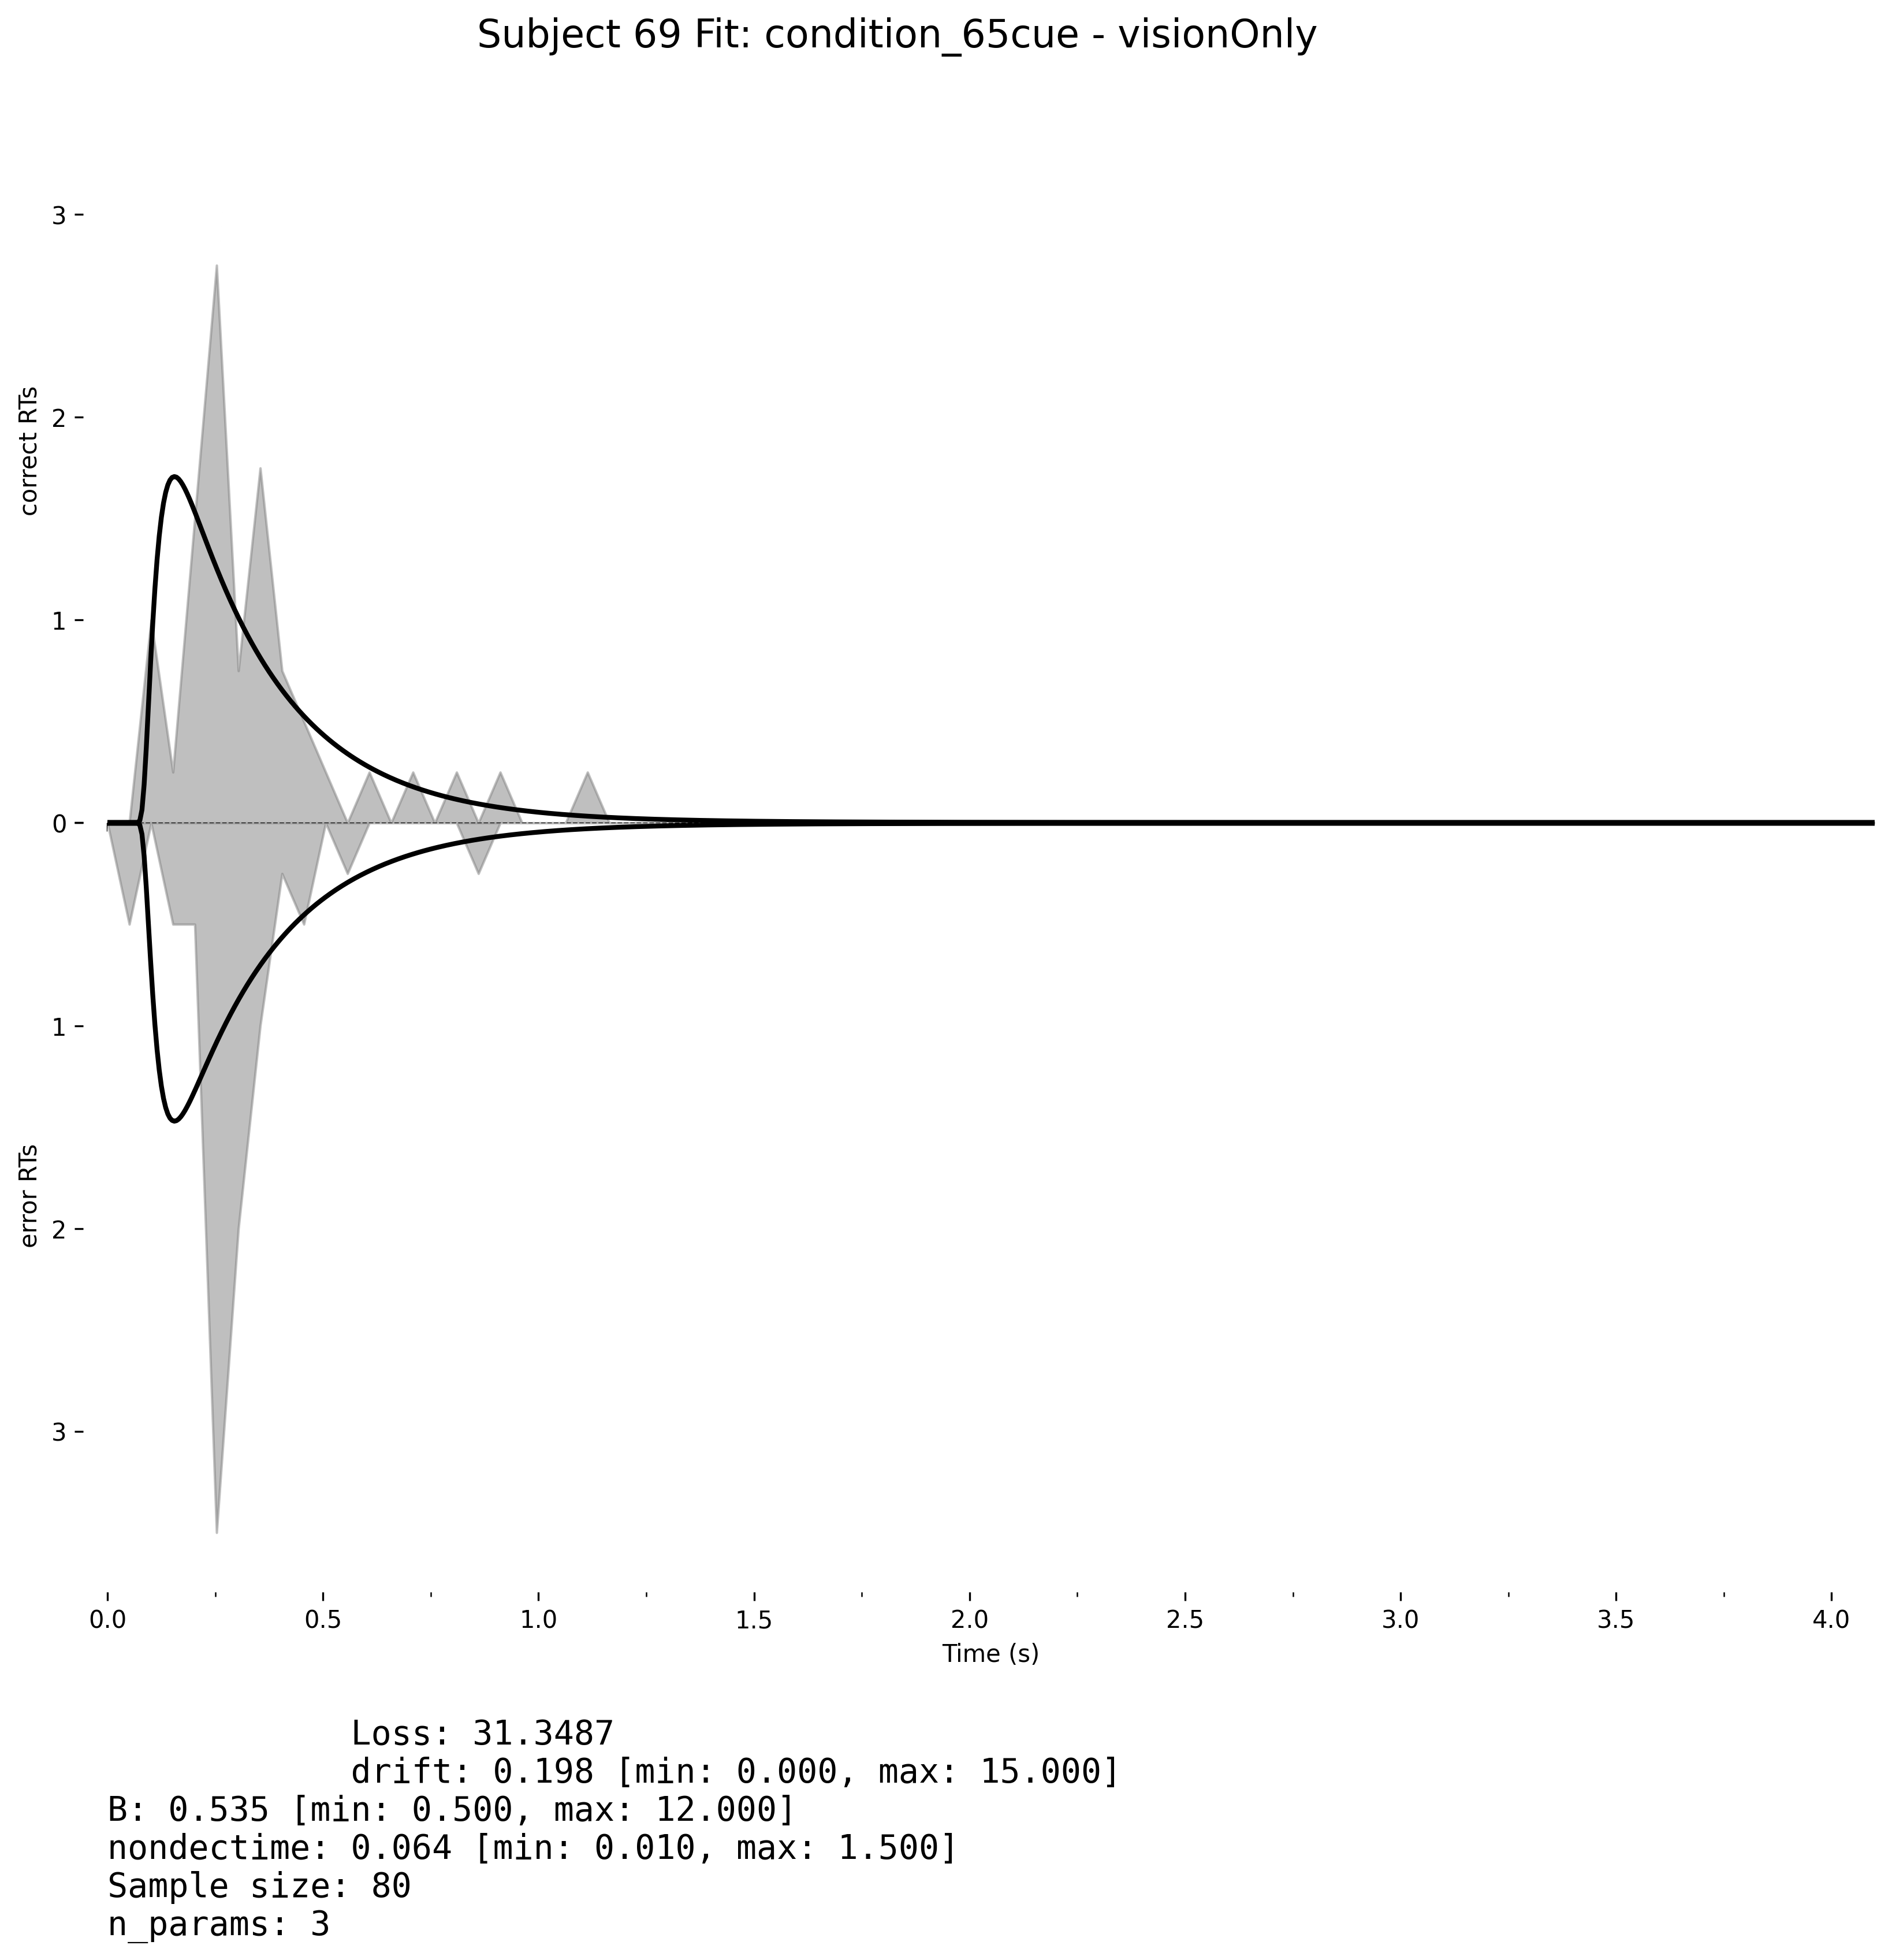 Subject 69 Fit: condition_65cue - visionOnly
3
2
1
0
1
2
3
correct RTs
error RTs
0.0 0.5 1.0 1.5 2.0 2.5 3.0 3.5 4.0
Time (s)
Loss: 31.3487
drift: 0.198 [min: 0.000, max: 15.000]
B: 0.535 [min: 0.500, max: 12.000]
nondectime: 0.064 [min: 0.010, max: 1.500]
Sample size: 80
n_params: 3